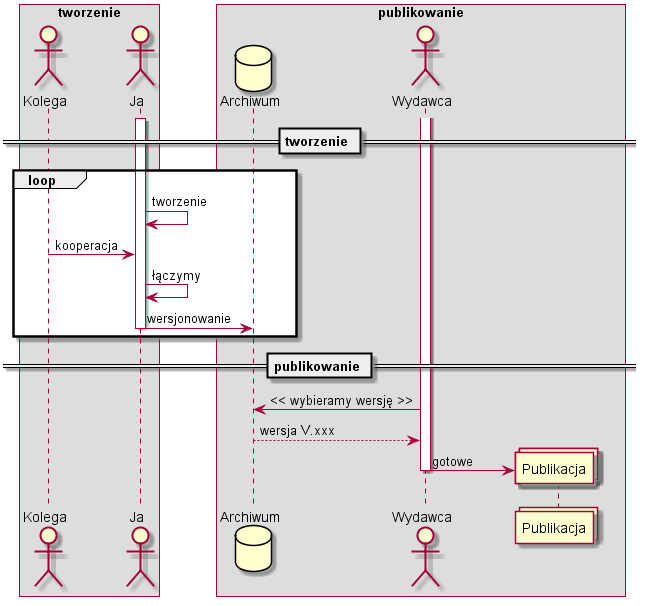 tworzenie
publikowanie
Kolega
Ja
Archiwum
Wydawca
tworzenie
loop
tworzenie
kooperacja
łączymy
wersjonowanie
publikowanie
<< wybieramy wersję >>
wersja V.xxx
gotowe
Publikacja
Kolega
Ja
Archiwum
Wydawca
Publikacja